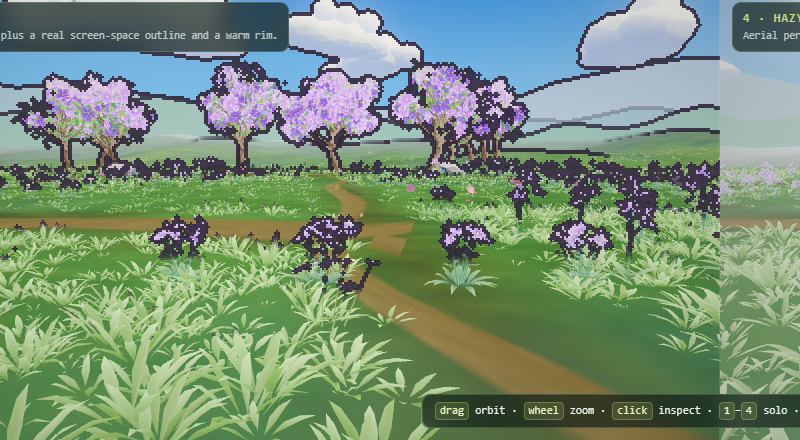 plus a real screen-space outline and a warm rim.
4 · HAZY
Aerial per
drag orbit · wheel zoom · click inspect · 1–4 solo ·